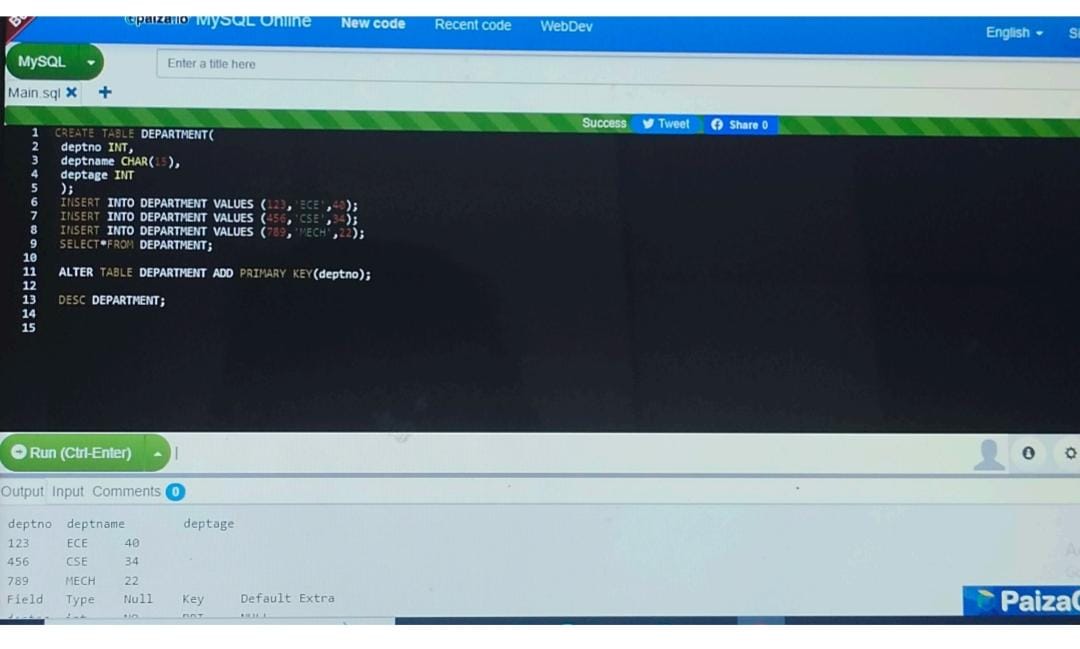 paiza.io MySQL Online New code Recent code WebDev
English
MySQL Enter a title here
Main.sql
Success Tweet Share 0
1 CREATE TABLE DEPARTMENT(
2 deptno INT,
3 deptname CHAR(15),
4 deptage INT
5 );
6 INSERT INTO DEPARTMENT VALUES (123,'ECE',40);
7 INSERT INTO DEPARTMENT VALUES (456,'CSE',34);
8 INSERT INTO DEPARTMENT VALUES (789,'MECH',22);
9 SELECT*FROM DEPARTMENT;
10
11 ALTER TABLE DEPARTMENT ADD PRIMARY KEY(deptno);
12
13 DESC DEPARTMENT;
14
15
Run (Ctrl-Enter)
Output Input Comments 0
deptno deptname deptage
123 ECE 40
456 CSE 34
789 MECH 22
Field Type Null Key Default Extra
Paiza